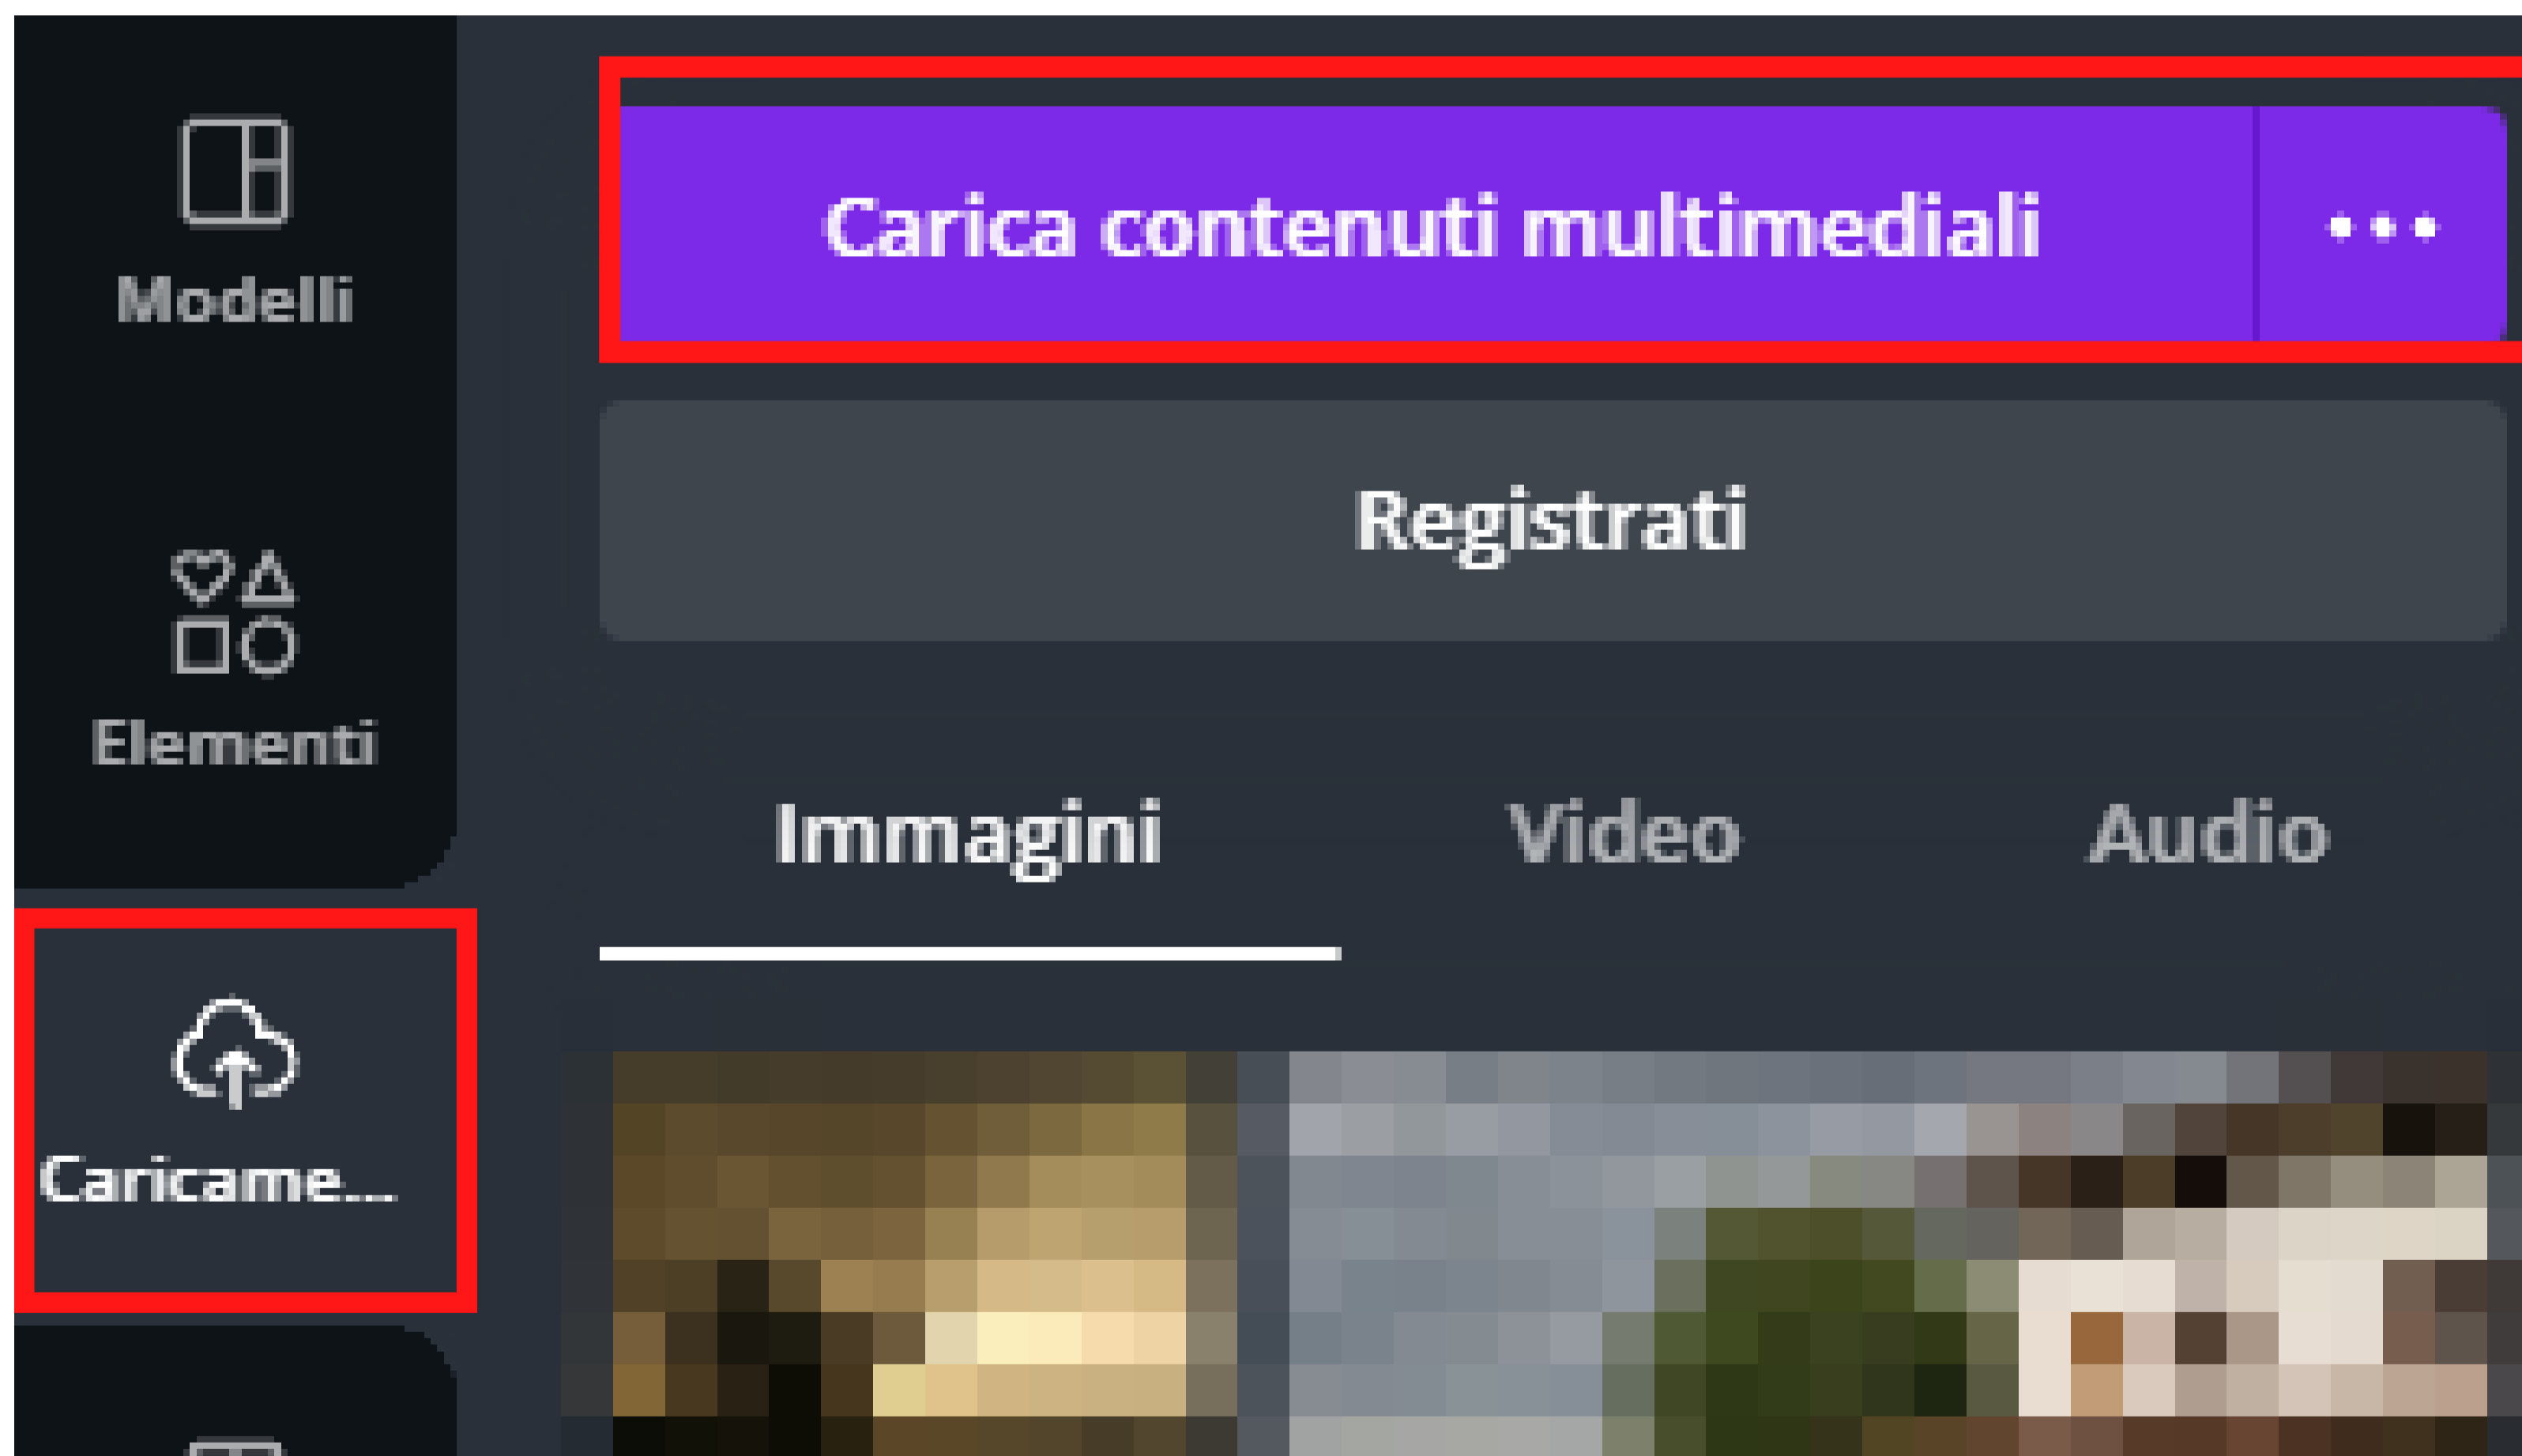 Modelli
Elementi
Caricame...
Carica contenuti multimediali
Registrati
Immagini Video Audio